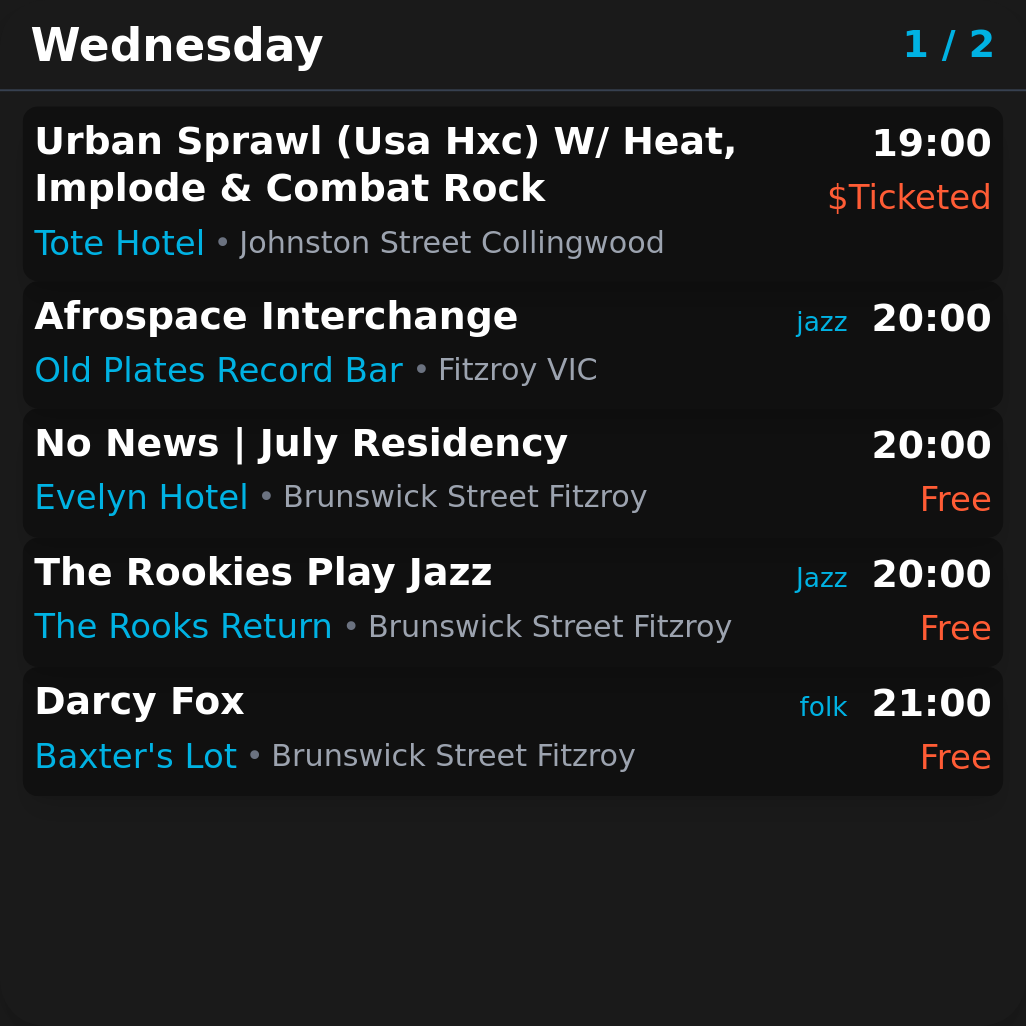 Wednesday 1 / 2
Urban Sprawl (Usa Hxc) W/ Heat, 19:00
Implode & Combat Rock $Ticketed
Tote Hotel • Johnston Street Collingwood
Afrospace Interchange jazz 20:00
Old Plates Record Bar • Fitzroy VIC
No News | July Residency 20:00
Evelyn Hotel • Brunswick Street Fitzroy Free
The Rookies Play Jazz Jazz 20:00
The Rooks Return • Brunswick Street Fitzroy Free
Darcy Fox folk 21:00
Baxter's Lot • Brunswick Street Fitzroy Free